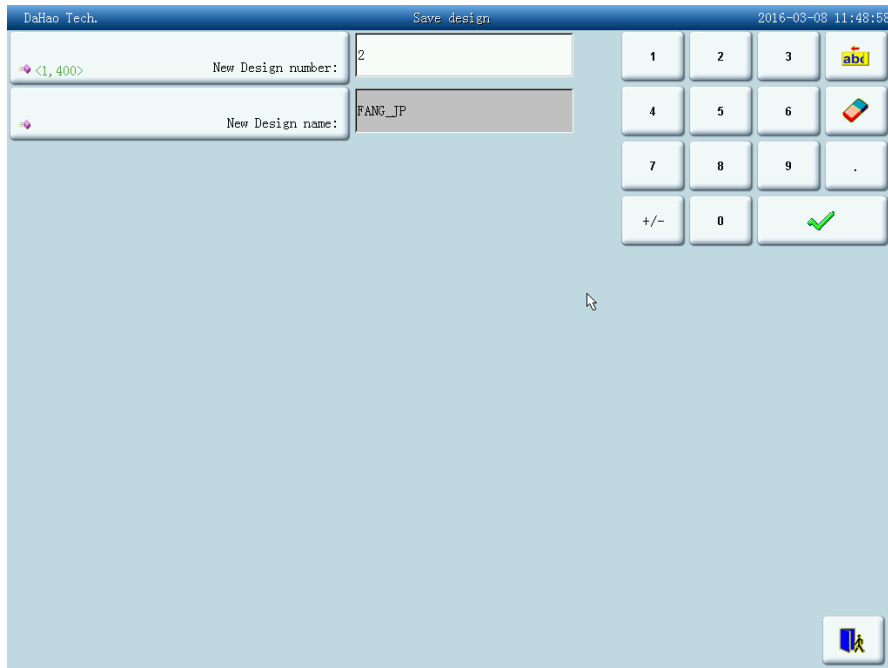 DaHao Tech. Save design 2016-03-08 11:48:58
<1,400> New Design number: 2
New Design name: FANG_JP
1 2 3 abc
4 5 6
7 8 9 .
+/- 0